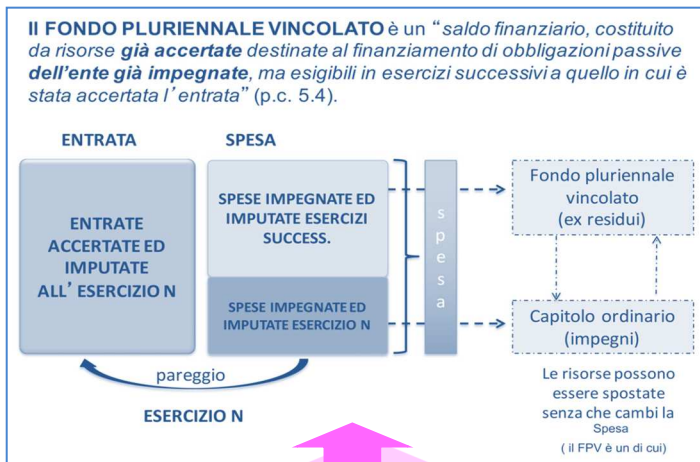 Il FONDO PLURIENNALE VINCOLATO è un “saldo finanziario, costituito
da risorse già accertate destinate al finanziamento di obbligazioni passive
dell’ente già impegnate, ma esigibili in esercizi successivi a quello in cui è
stata accertata l’entrata” (p.c. 5.4).
ENTRATA
SPESA
ENTRATE
ACCERTATE ED
IMPUTATE
ALL’ ESERCIZIO N
SPESE IMPEGNATE ED
IMPUTATE ESERCIZI
SUCCESS.
SPESE IMPEGNATE ED
IMPUTATE ESERCIZIO N
spesa
Fondo pluriennale
vincolato
(ex residui)
Capitolo ordinario
(impegni)
pareggio
ESERCIZIO N
Le risorse possono
essere spostate
senza che cambi la
Spesa
( il FPV è un di cui)